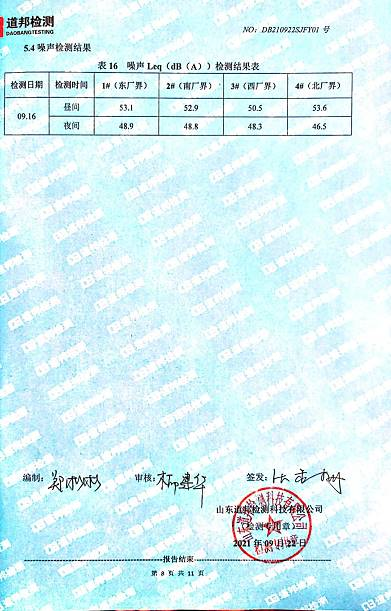 道邦检测
DAOBANGTESTING
NO：DB210922SJFY01 号
5.4 噪声检测结果
表 16 噪声 Leq（dB（A））检测结果表
检测日期 检测时间 1#（东厂界） 2#（南厂界） 3#（西厂界） 4#（北厂界）
09.16 昼间 53.1 52.9 50.5 53.6
夜间 48.9 48.8 48.3 46.5
编制： 审核： 签发：
山东道邦检测科技有限公司
（检测专用章）
2021 年 09 月 22 日
报告结束
第 8 页 共 11 页